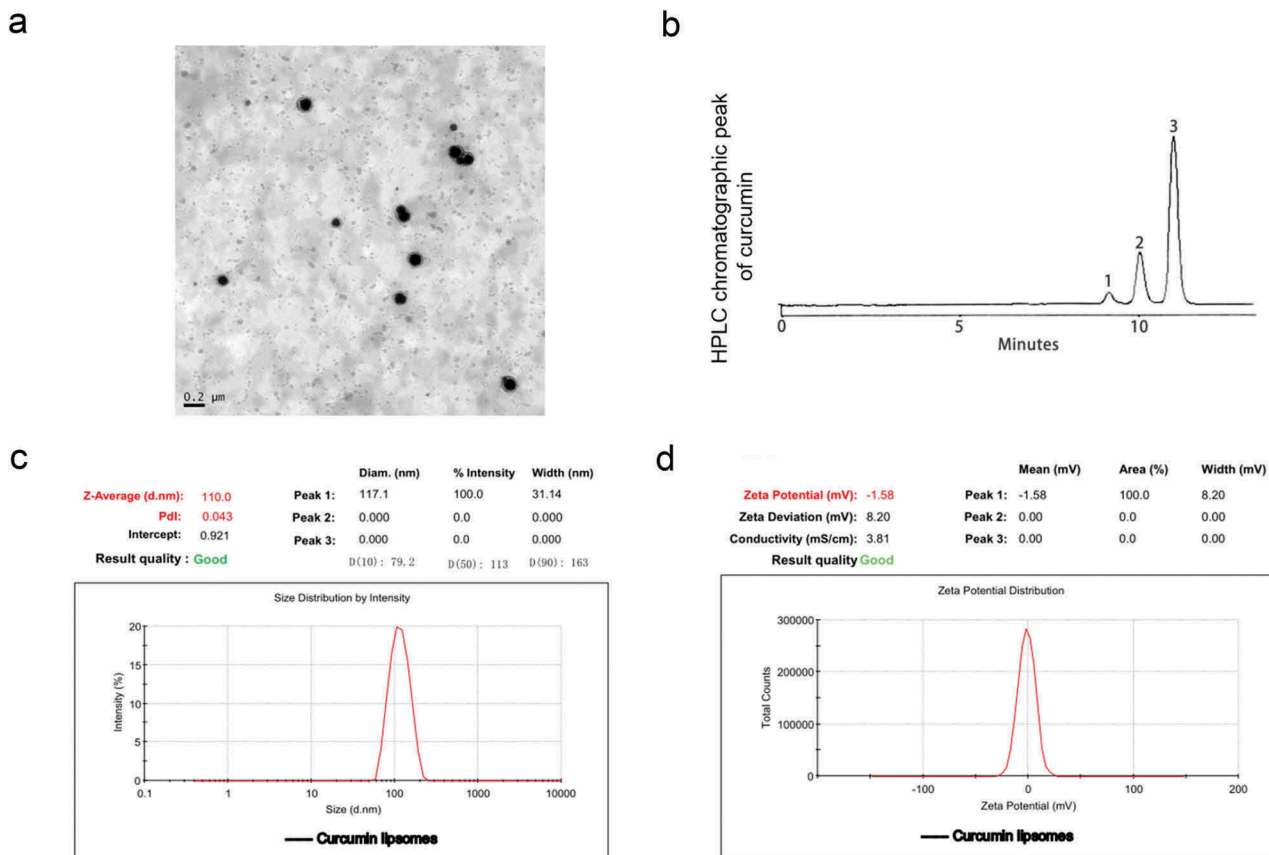 a
0.2 µm
b
HPLC chromatographic peak
of curcumin
1
2
3
0
5
10
Minutes
c
Diam. (nm) % Intensity Width (nm)
Z-Average (d.nm): 110.0 Peak 1: 117.1 100.0 31.14
PdI: 0.043 Peak 2: 0.000 0.0 0.000
Intercept: 0.921 Peak 3: 0.000 0.0 0.000
Result quality : Good D(10): 79.2 D(50): 113 D(90): 163
Size Distribution by Intensity
Intensity (%)
20
15
10
5
0
0.1 1 10 100 1000 10000
Size (d.nm)
Curcumin lipsomes
d
Mean (mV) Area (%) Width (mV)
Zeta Potential (mV): -1.58 Peak 1: -1.58 100.0 8.20
Zeta Deviation (mV): 8.20 Peak 2: 0.00 0.0 0.00
Conductivity (mS/cm): 3.81 Peak 3: 0.00 0.0 0.00
Result quality Good
Zeta Potential Distribution
Total Counts
300000
200000
100000
0
-100 0 100 200
Zeta Potential (mV)
Curcumin lipsomes